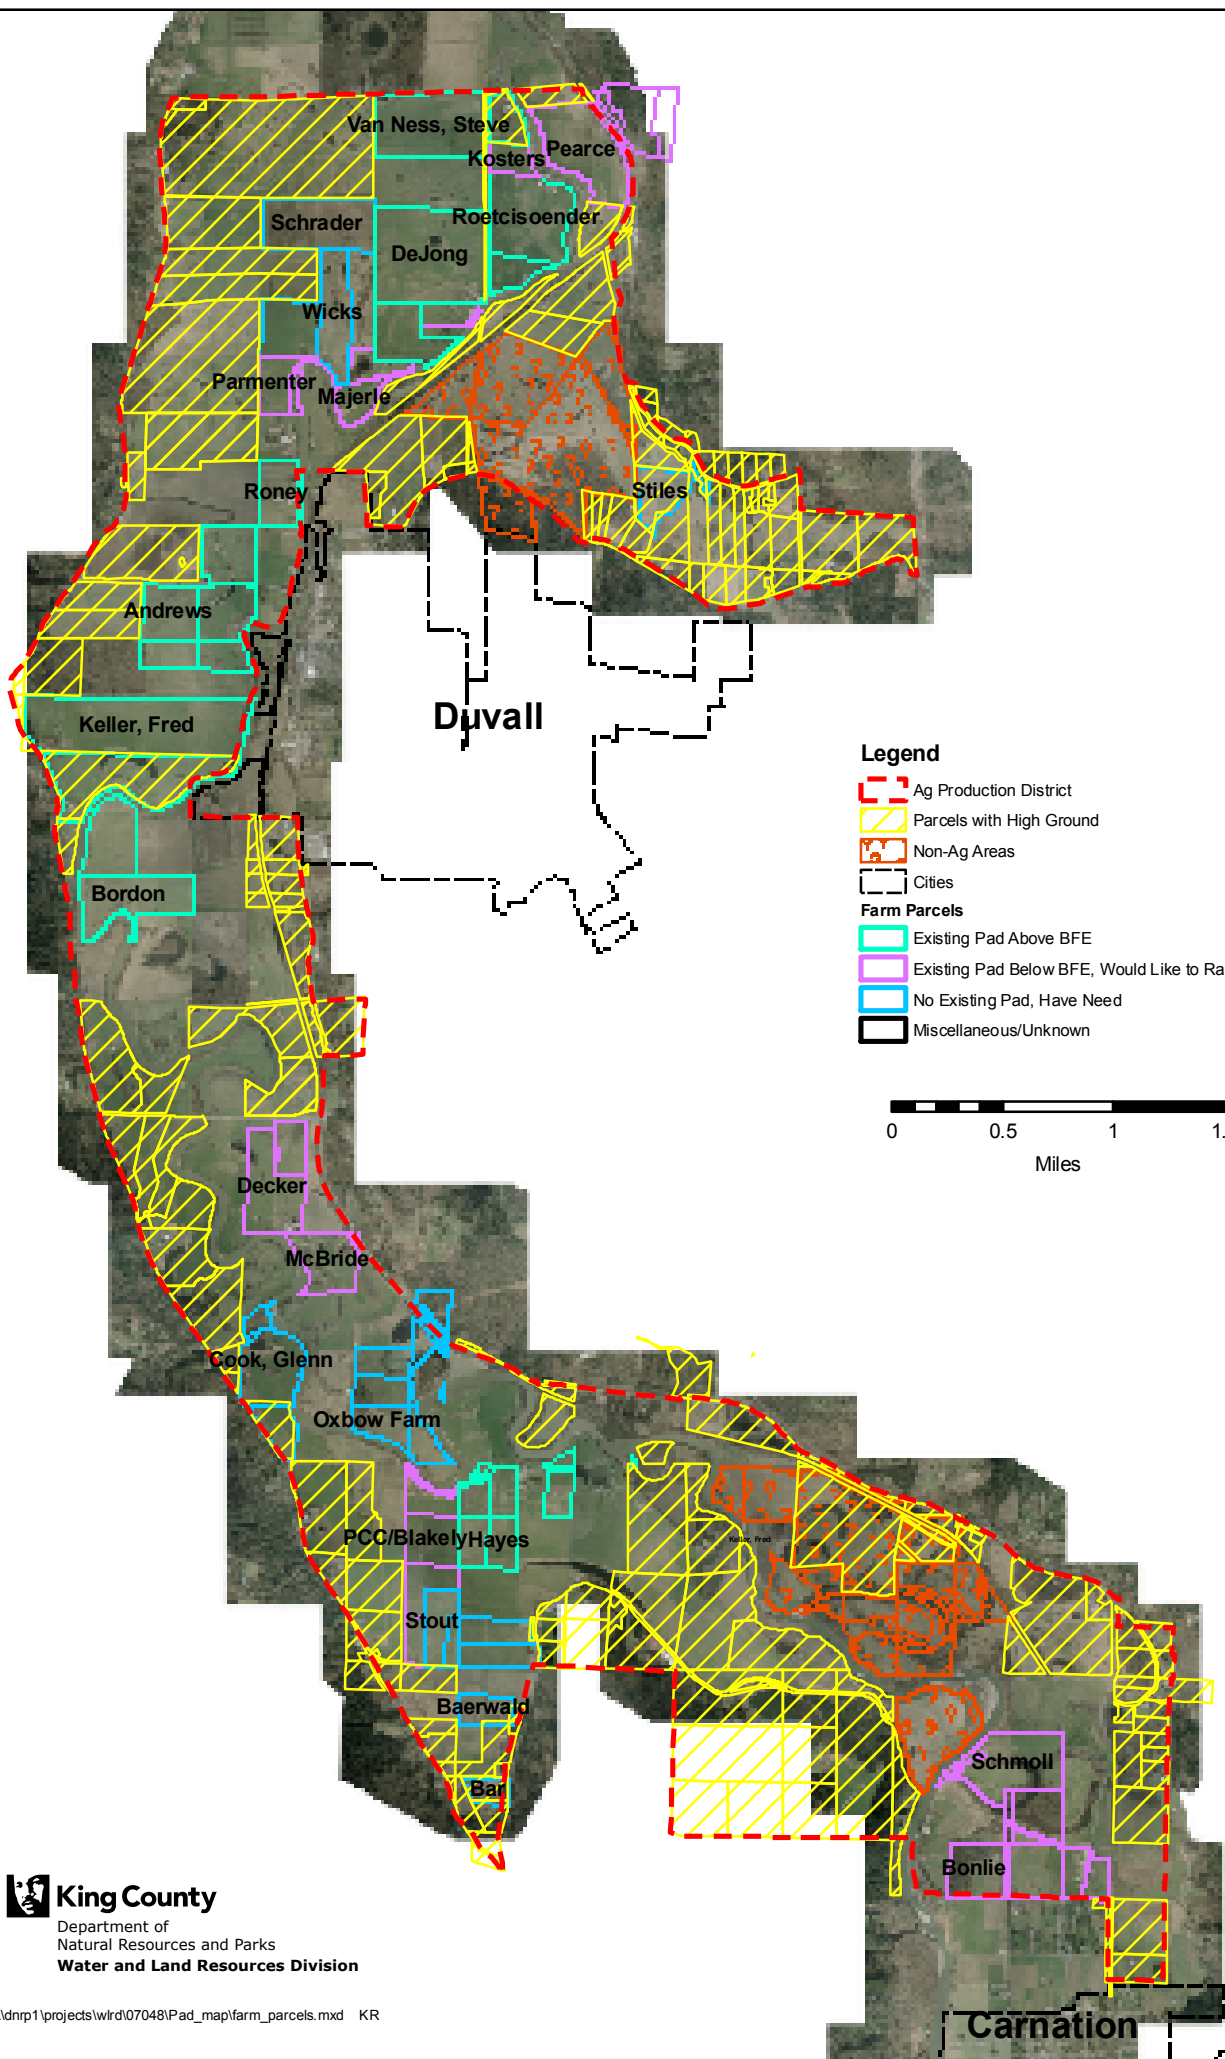 Van Ness, Steve
Kosters
Pearce
Schrader
Roetcisoender
DeJong
Wicks
Parmenter
Majerle
Roney
Stiles
Andrews
Duvall
Keller, Fred
Legend
Ag Production District
Parcels with High Ground
Non-Ag Areas
Cities
Farm Parcels
Existing Pad Above BFE
Existing Pad Below BFE, Would Like to Ra
No Existing Pad, Have Need
Miscellaneous/Unknown
Bordon
0 0.5 1 1.
Miles
Decker
McBride
Cook, Glenn
Oxbow Farm
PCC/Blakely
Hayes
Keller, Fred
Stout
Baerwald
Schmoll
Bar
Bonlie
King County
Department of
Natural Resources and Parks
Water and Land Resources Division
\dnrp1\projects\wlrd\07048\Pad_map\farm_parcels.mxd KR
Carnation